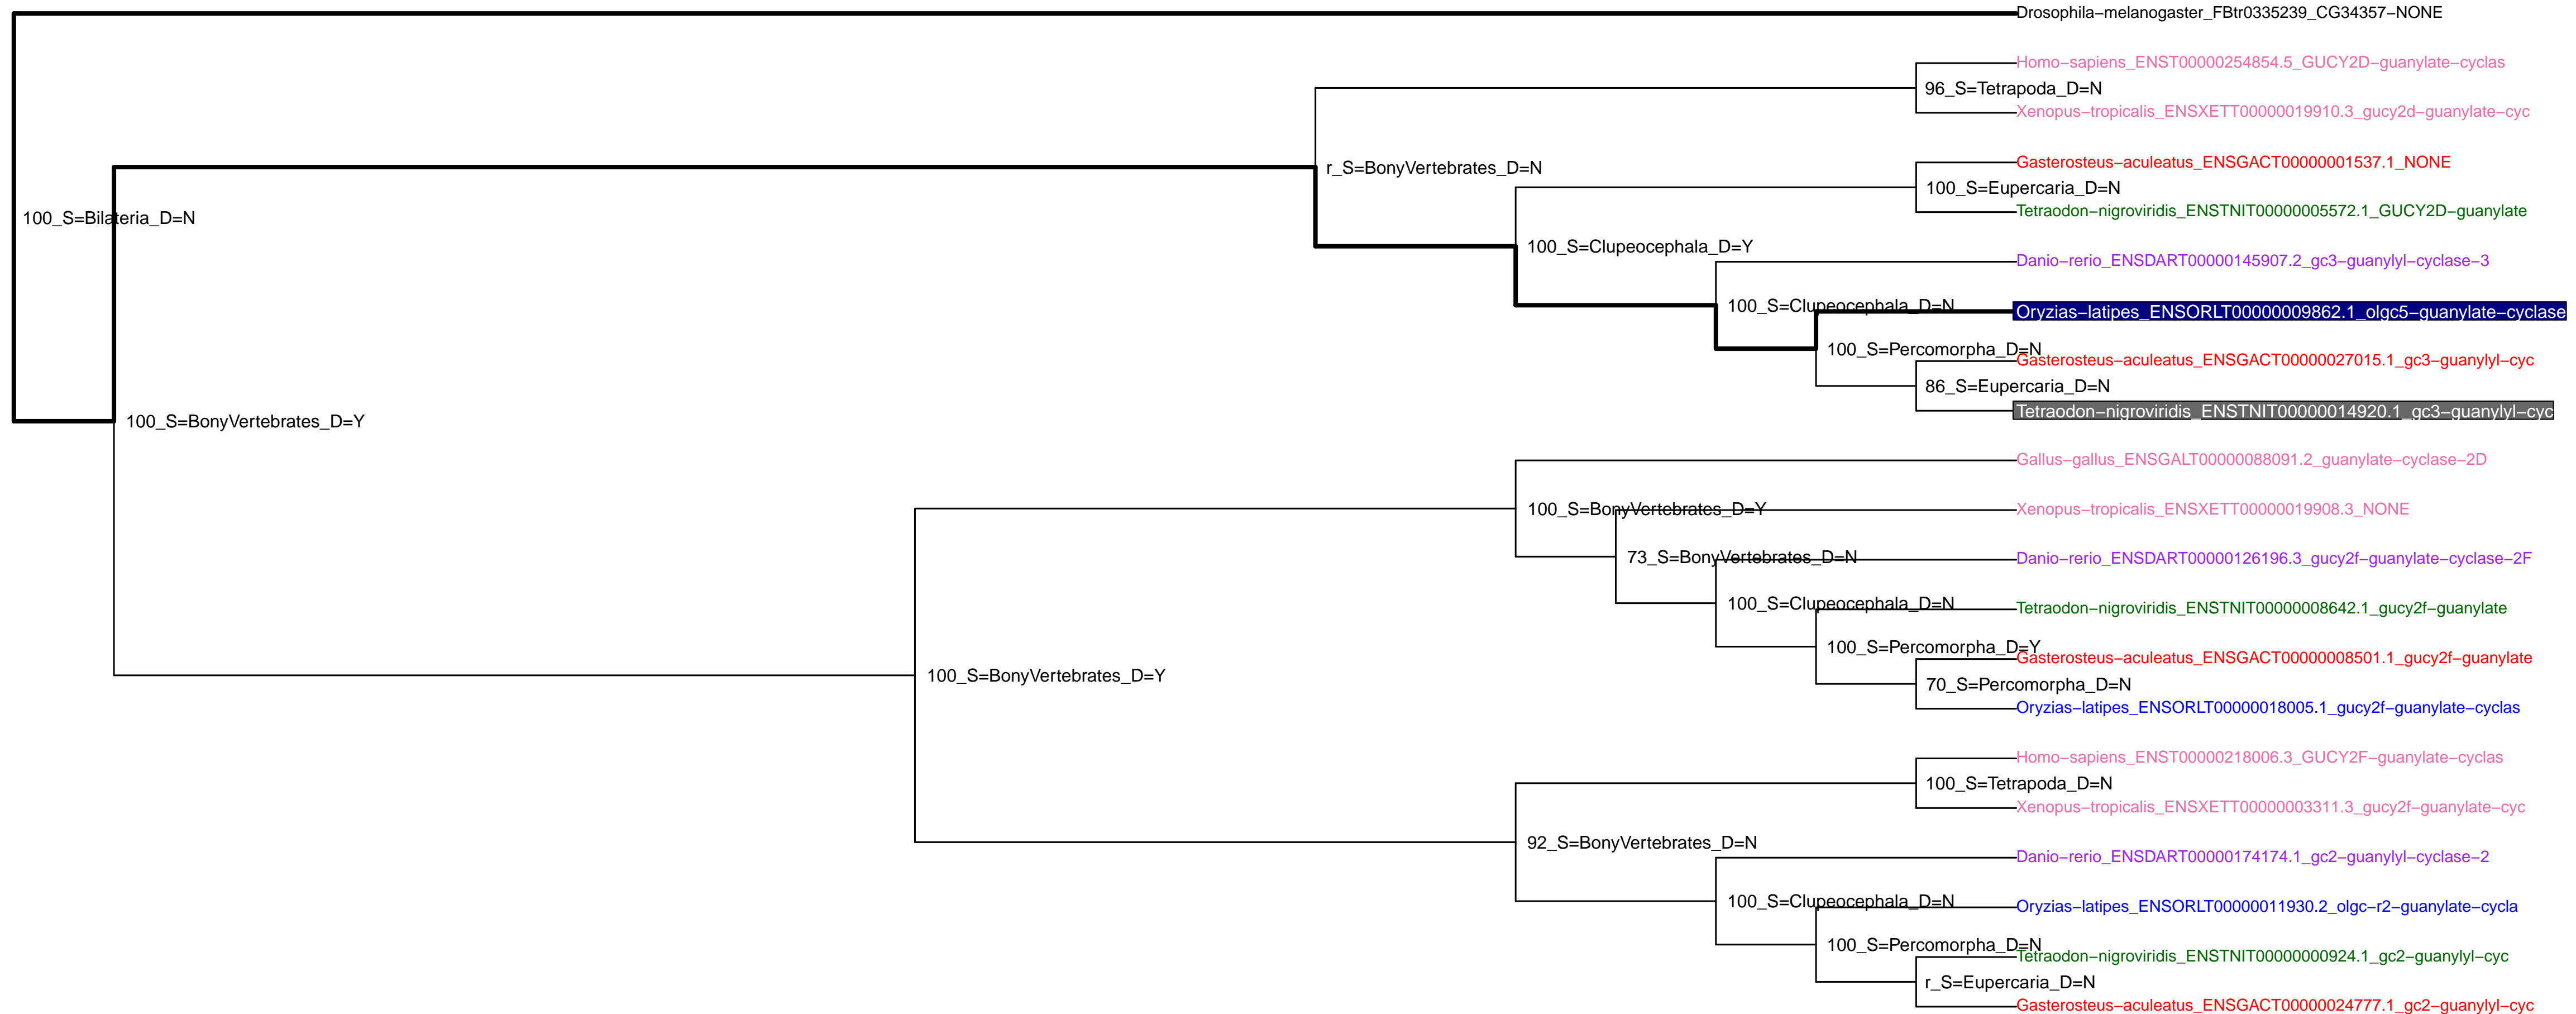 Drosophila-melanogaster_FBtr0335239_CG34357-NONE
Homo-sapiens_ENST00000254854.5_GUCY2D-guanylate-cyclas
96_S=Tetrapoda_D=N
Xenopus-tropicalis_ENSXETT00000019910.3_gucy2d-guanylate-cyc
r_S=BonyVertebrates_D=N
Gasterosteus-aculeatus_ENSGACT00000001537.1_NONE
100_S=Eupercaria_D=N
Tetraodon-nigroviridis_ENSTNIT00000005572.1_GUCY2D-guanylate
100_S=Bilateria_D=N
100_S=Clupeocephala_D=Y
Danio-rerio_ENSDART00000145907.2_gc3-guanylyl-cyclase-3
100_S=Clupeocephala_D=N
Oryzias-latipes_ENSORLT00000009862.1_olgc5-guanylate-cyclase
100_S=Percomorpha_D=N
Gasterosteus-aculeatus_ENSGACT00000027015.1_gc3-guanylyl-cyc
86_S=Eupercaria_D=N
Tetraodon-nigroviridis_ENSTNIT00000014920.1_gc3-guanylyl-cyc
100_S=BonyVertebrates_D=Y
Gallus-gallus_ENSGALT00000088091.2_guanylate-cyclase-2D
100_S=BonyVertebrates_D=Y
Xenopus-tropicalis_ENSXETT00000019908.3_NONE
73_S=BonyVertebrates_D=N
Danio-rerio_ENSDART00000126196.3_gucy2f-guanylate-cyclase-2F
100_S=Clupeocephala_D=N
Tetraodon-nigroviridis_ENSTNIT00000008642.1_gucy2f-guanylate
100_S=Percomorpha_D=Y
Gasterosteus-aculeatus_ENSGACT00000008501.1_gucy2f-guanylate
100_S=BonyVertebrates_D=Y
70_S=Percomorpha_D=N
Oryzias-latipes_ENSORLT00000018005.1_gucy2f-guanylate-cyclas
Homo-sapiens_ENST00000218006.3_GUCY2F-guanylate-cyclas
100_S=Tetrapoda_D=N
Xenopus-tropicalis_ENSXETT00000003311.3_gucy2f-guanylate-cyc
92_S=BonyVertebrates_D=N
Danio-rerio_ENSDART00000174174.1_gc2-guanylyl-cyclase-2
100_S=Clupeocephala_D=N
Oryzias-latipes_ENSORLT00000011930.2_olgc-r2-guanylate-cycla
100_S=Percomorpha_D=N
Tetraodon-nigroviridis_ENSTNIT00000000924.1_gc2-guanylyl-cyc
r_S=Eupercaria_D=N
Gasterosteus-aculeatus_ENSGACT00000024777.1_gc2-guanylyl-cyc